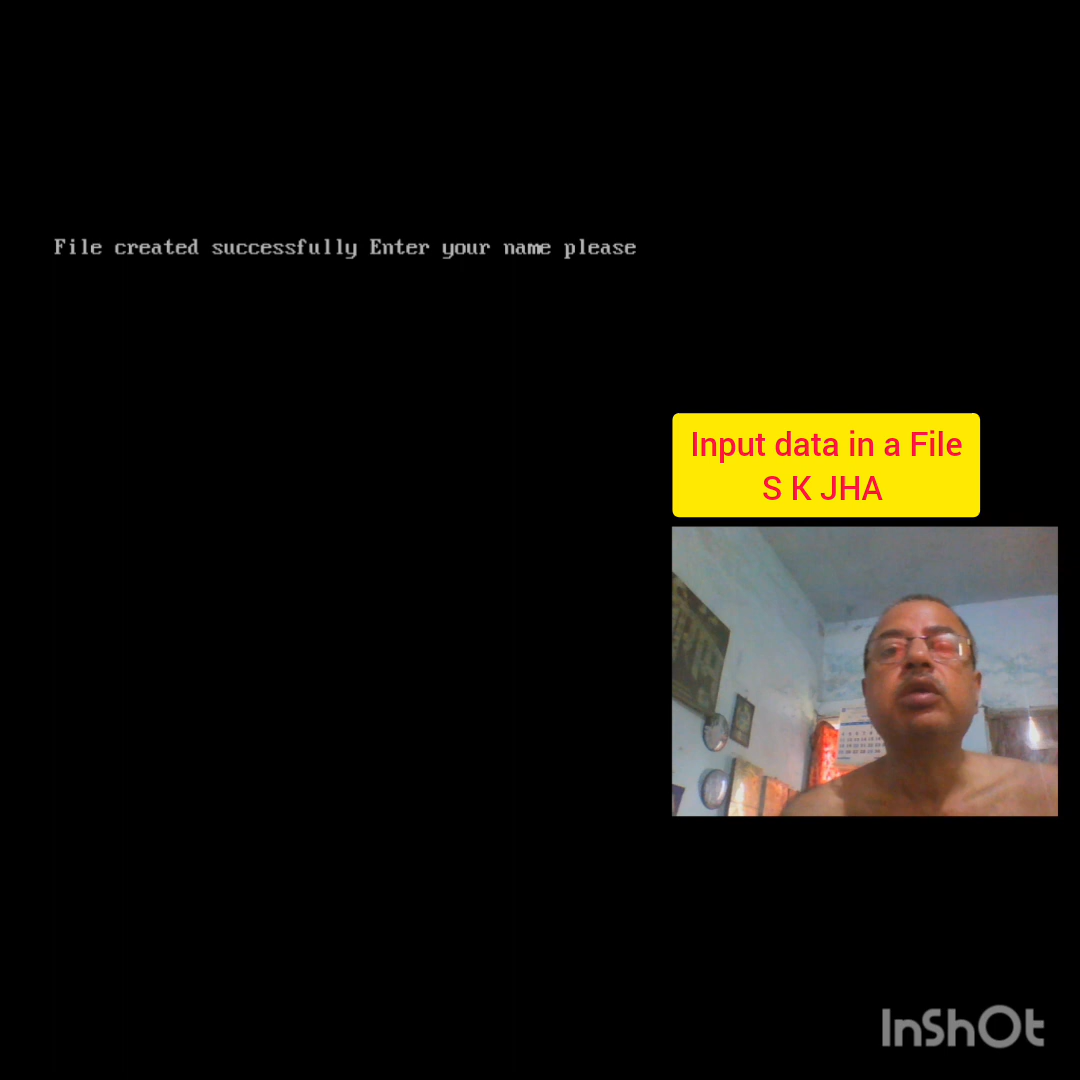 File created successfully Enter your name please
Input data in a File
S K JHA
InShOt